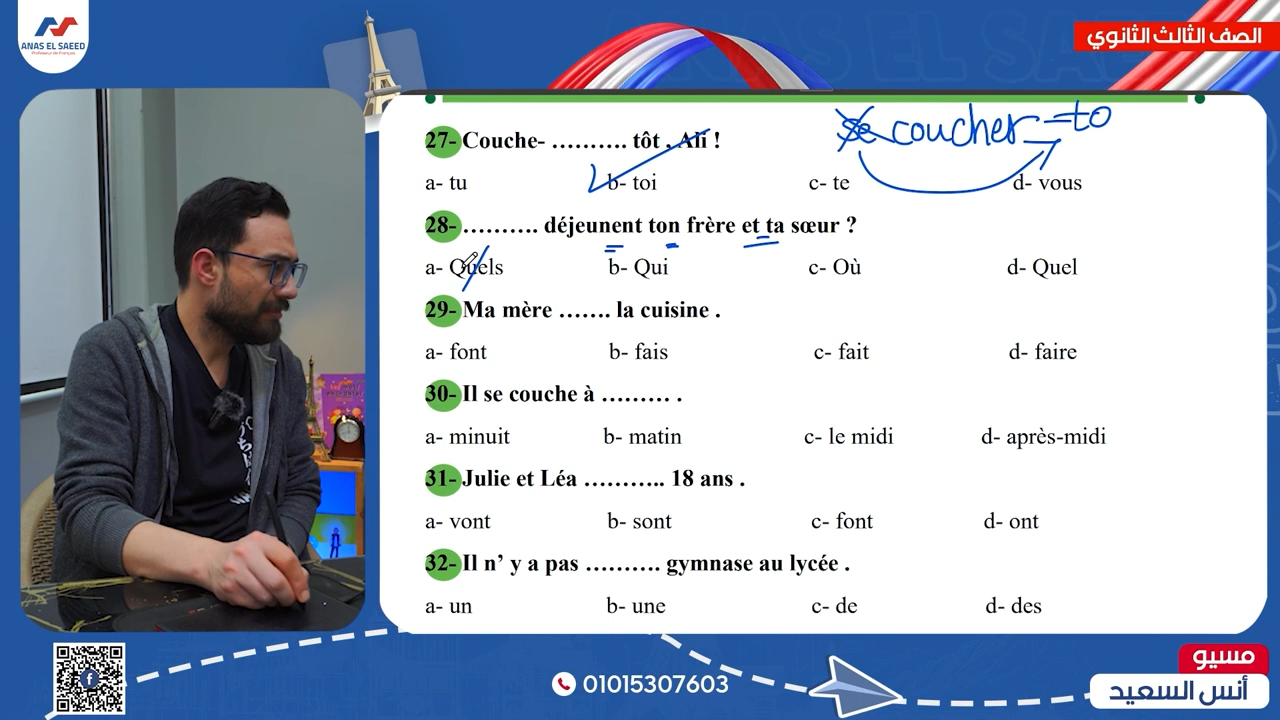 ANAS EL SAEED
Professeur de Français
الصف الثالث الثانوي
se coucher - to
27- Couche- ………. tôt , Ali !
a- tu b- toi c- te d- vous
28- ………. déjeunent ton frère et ta sœur ?
a- Quels b- Qui c- Où d- Quel
29- Ma mère ……. la cuisine .
a- font b- fais c- fait d- faire
30- Il se couche à ……… .
a- minuit b- matin c- le midi d- après-midi
31- Julie et Léa ……….. 18 ans .
a- vont b- sont c- font d- ont
32- Il n’ y a pas ………. gymnase au lycée .
a- un b- une c- de d- des
01015307603
مسيو
أنس السعيد